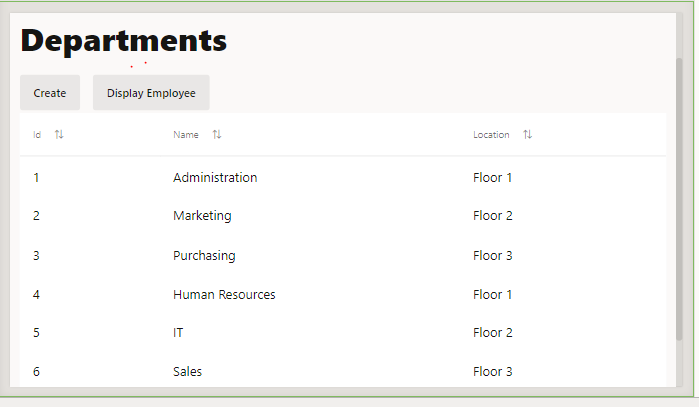 Departments
Create Display Employee
Id Name Location
1 Administration Floor 1
2 Marketing Floor 2
3 Purchasing Floor 3
4 Human Resources Floor 1
5 IT Floor 2
6 Sales Floor 3